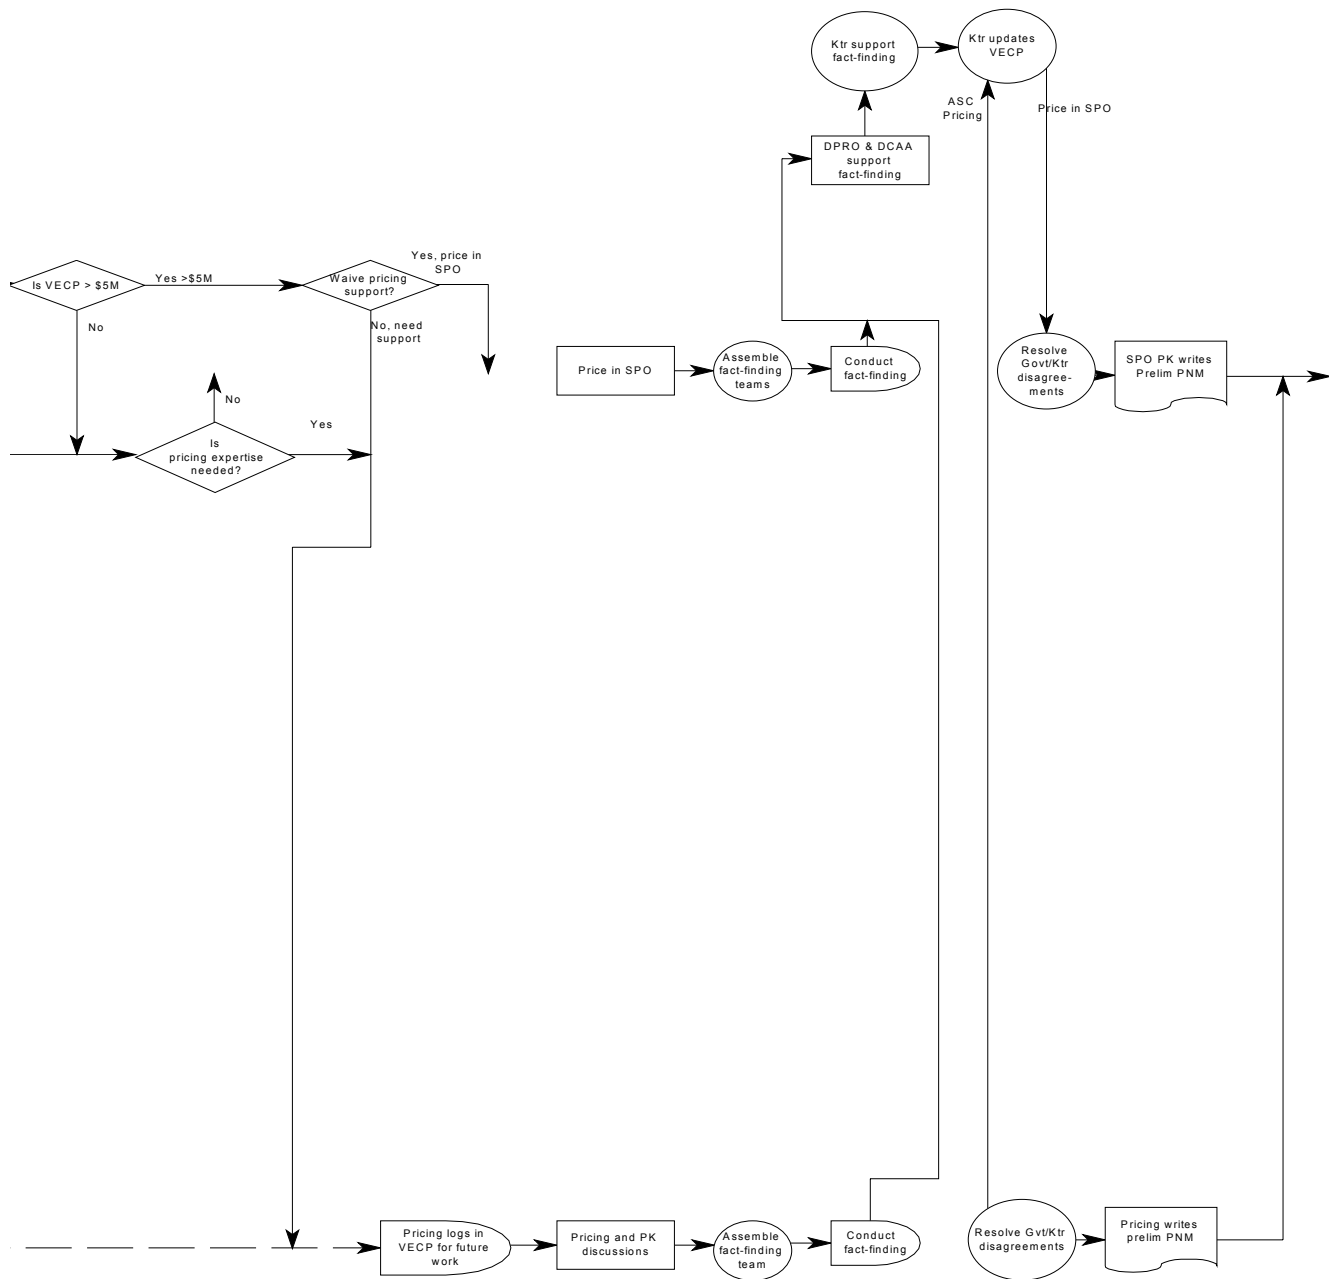 Ktr support
fact-finding
Ktr updates
VECP
ASC
Pricing
Price in SPO
DPRO & DCAA
support
fact-finding
Is VECP > $5M
Yes >$5M
Waive pricing
support?
Yes, price in
SPO
No
No, need
support
Price in SPO
Assemble
fact-finding
teams
Conduct
fact-finding
Resolve
Govt/Ktr
disagree-
ments
SPO PK writes
Prelim PNM
No
Yes
Is
pricing expertise
needed?
Pricing logs in
VECP for future
work
Pricing and PK
discussions
Assemble
fact-finding
team
Conduct
fact-finding
Resolve Gvt/Ktr
disagreements
Pricing writes
prelim PNM